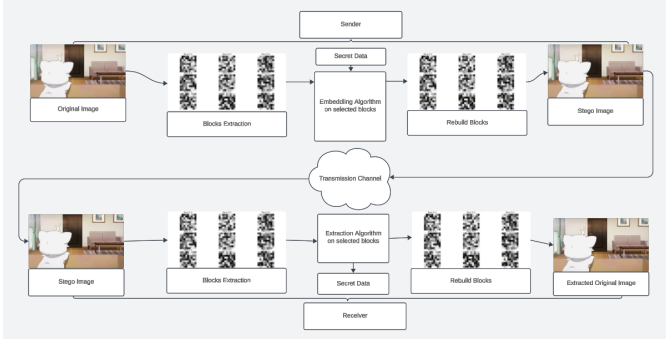 Sender
Secret Data
Original Image
Blocks Extraction
Embedding Algorithm
on selected blocks
Rebuild Blocks
Stego Image
Transmission Channel
Stego Image
Blocks Extraction
Extraction Algorithm
on selected blocks
Secret Data
Rebuild Blocks
Extracted Original Image
Receiver